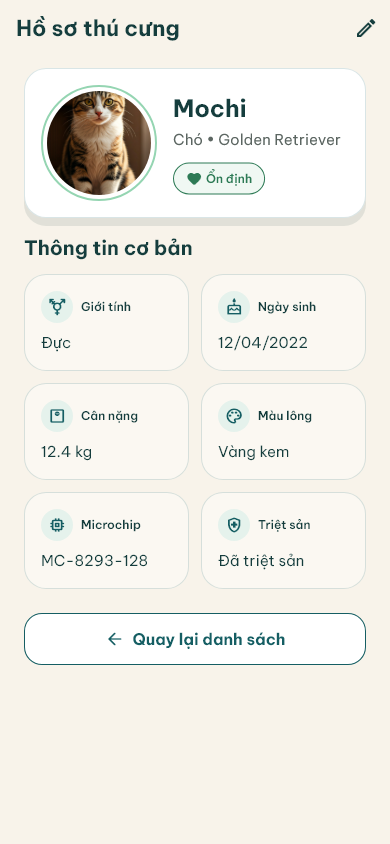 Hồ sơ thú cưng
Mochi
Chó • Golden Retriever
Ổn định
Thông tin cơ bản
Giới tính
Đực
Ngày sinh
12/04/2022
Cân nặng
12.4 kg
Màu lông
Vàng kem
Microchip
MC-8293-128
Triệt sản
Đã triệt sản
Quay lại danh sách